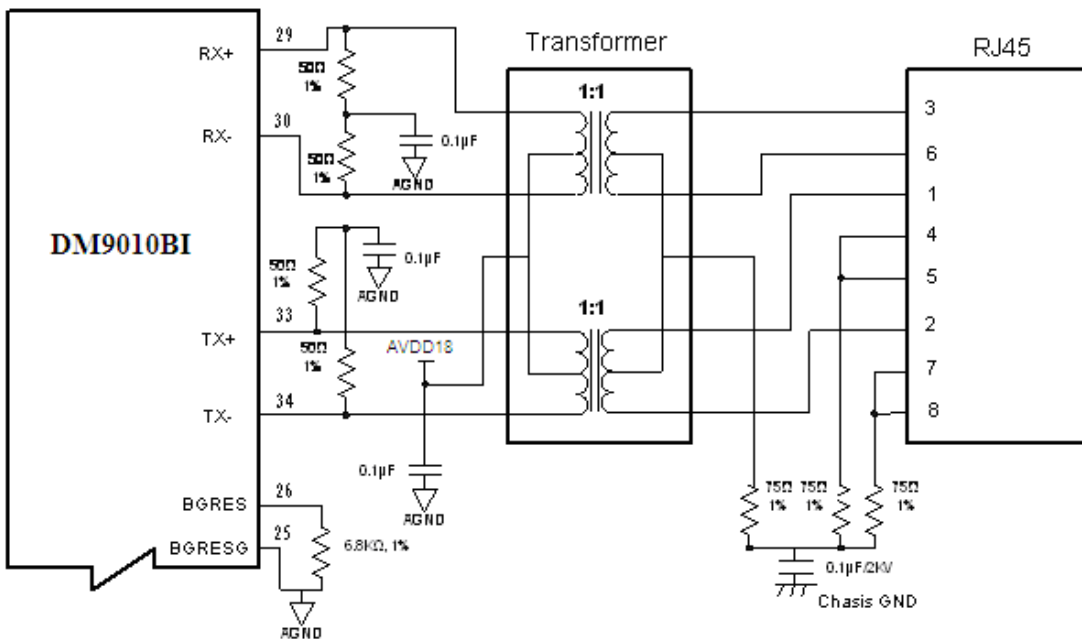 DM9010BI
Transformer
RJ45
RX+
29
50Ω
1%
RX-
30
50Ω
1%
0.1µF
AGND
1:1
3
6
1
4
5
2
7
8
50Ω
1%
0.1µF
AGND
TX+
33
50Ω
1%
TX-
34
AVDD18
1:1
0.1µF
AGND
BGRES
26
BGRESG
25
6.8KΩ, 1%
AGND
75Ω
1%
75Ω
1%
75Ω
1%
0.1µF/2KV
Chasis GND